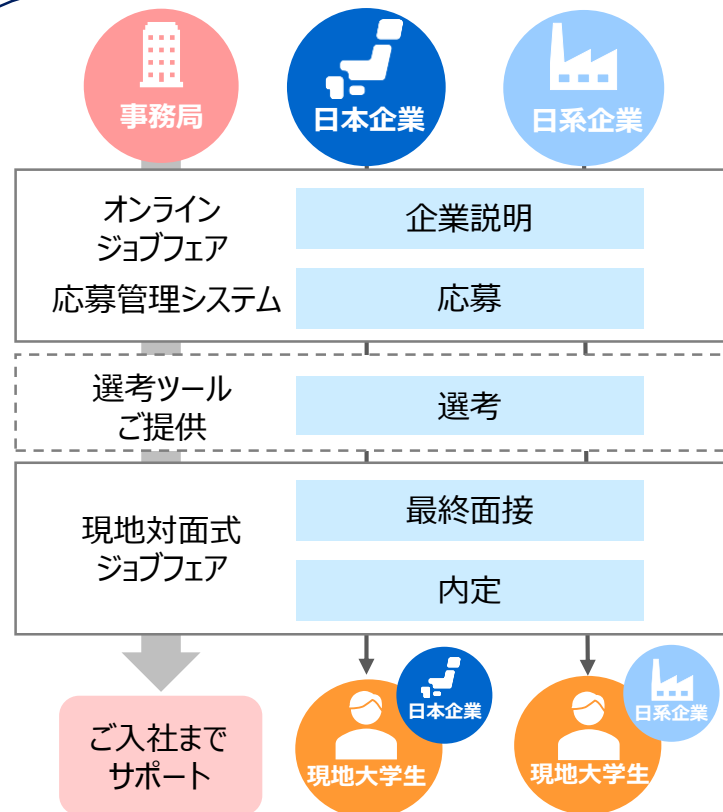 事務局
日本企業
日系企業
オンライン
ジョブフェア
応募管理システム
企業説明
応募
選考ツール
ご提供
選考
現地対面式
ジョブフェア
最終面接
内定
ご入社まで
サポート
日本企業
現地大学生
日系企業
現地大学生